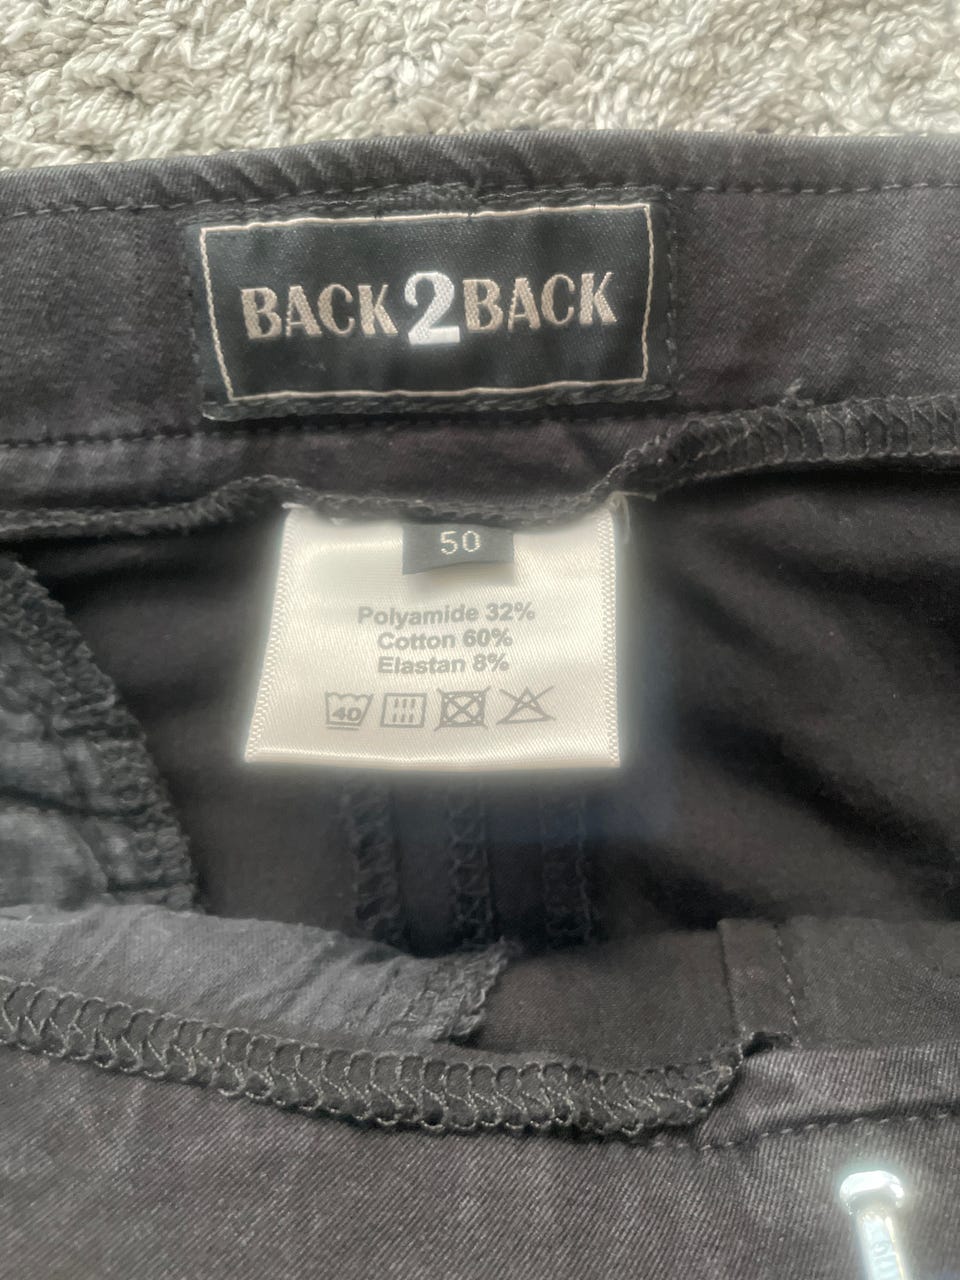 BACK2BACK
50
Polyamide 32%
Cotton 60%
Elastan 8%
40